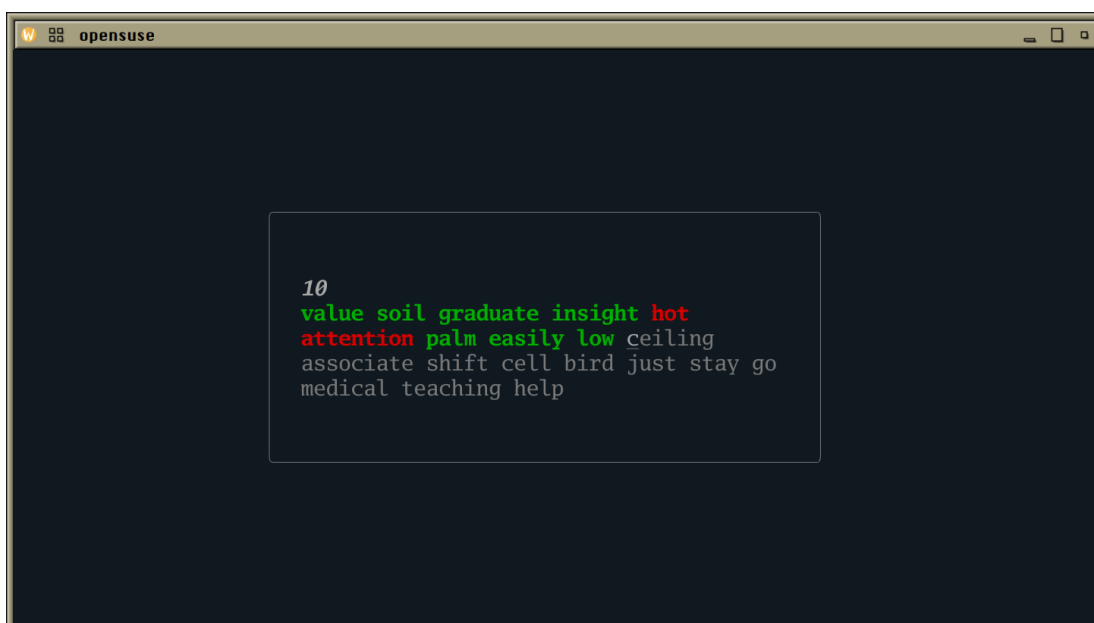 W opensuse
10
value soil graduate insight hot
attention palm easily low ceiling
associate shift cell bird just stay go
medical teaching help